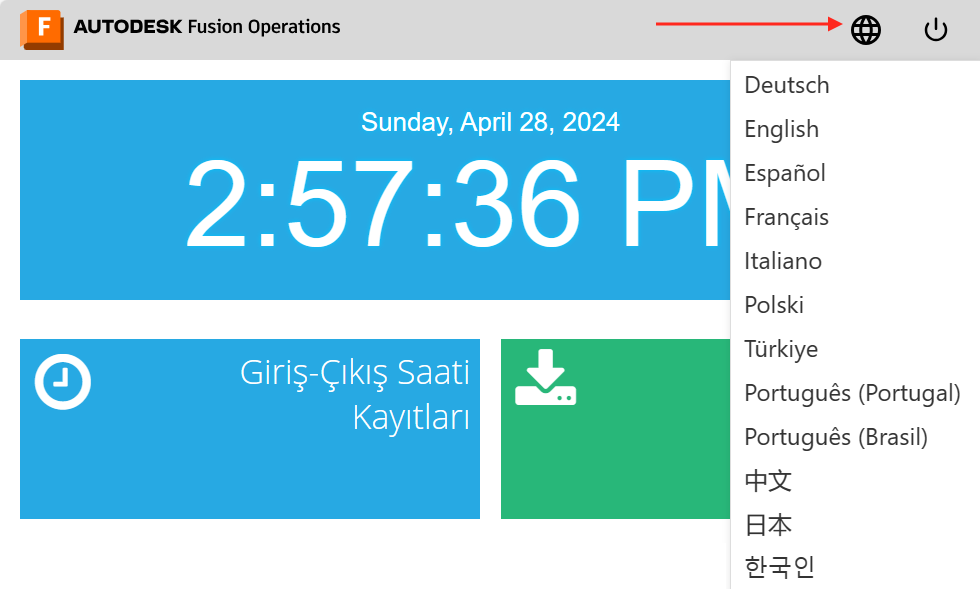 F AUTODESK Fusion Operations
Sunday, April 28, 2024
2:57:36 PM
Giriş-Çıkış Saati
Kayıtları
Deutsch
English
Español
Français
Italiano
Polski
Türkiye
Português (Portugal)
Português (Brasil)
中文
日本
한국인